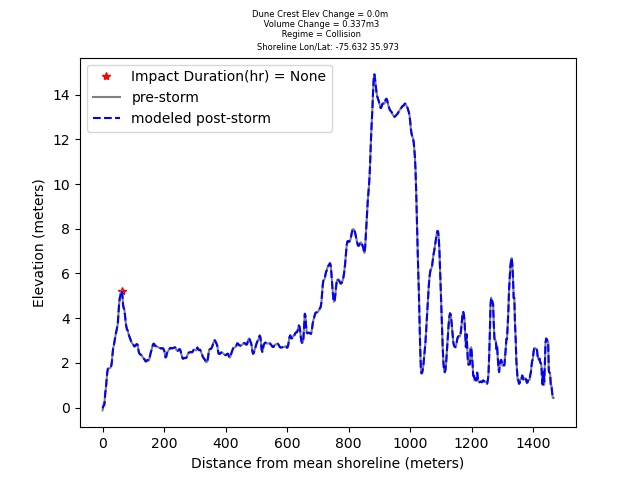 Dune Crest Elev Change = 0.0m
Volume Change = 0.337m3
Regime = Collision
Shoreline Lon/Lat: -75.632 35.973
Impact Duration(hr) = None
pre-storm
modeled post-storm
14
12
10
8
6
4
2
0
Elevation (meters)
0 200 400 600 800 1000 1200 1400
Distance from mean shoreline (meters)